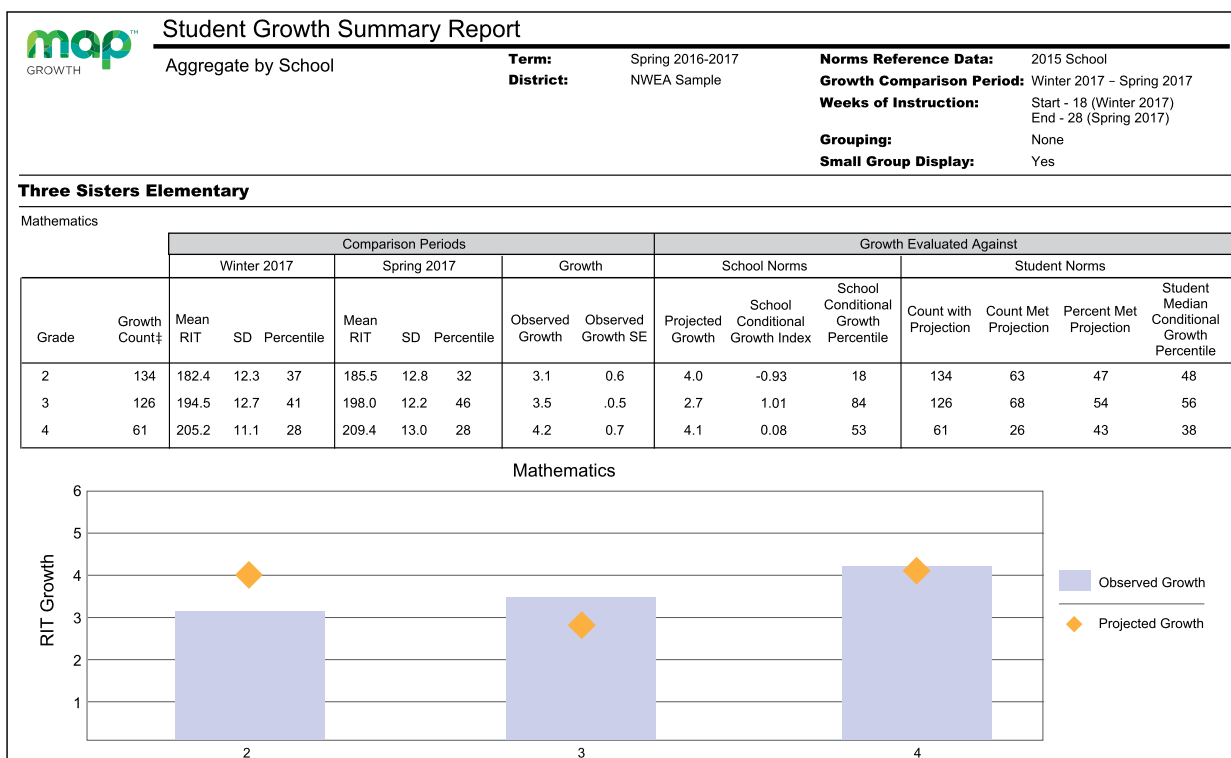 map™
GROWTH
Student Growth Summary Report
Aggregate by School
Term: Spring 2016-2017
District: NWEA Sample
Norms Reference Data: 2015 School
Growth Comparison Period: Winter 2017 – Spring 2017
Weeks of Instruction: Start - 18 (Winter 2017)
End - 28 (Spring 2017)
Grouping: None
Small Group Display: Yes
Three Sisters Elementary
Mathematics
Comparison Periods Growth Evaluated Against
Winter 2017 Spring 2017 Growth School Norms Student Norms
Grade
Growth
Count‡
Mean
RIT
SD
Percentile
Mean
RIT
SD
Percentile
Observed
Growth
Observed
Growth SE
Projected
Growth
School
Conditional
Growth Index
School
Conditional
Growth
Percentile
Count with
Projection
Count Met
Projection
Percent Met
Projection
Student
Median
Conditional
Growth
Percentile
2 134 182.4 12.3 37 185.5 12.8 32 3.1 0.6 4.0 -0.93 18 134 63 47 48
3 126 194.5 12.7 41 198.0 12.2 46 3.5 .0.5 2.7 1.01 84 126 68 54 56
4 61 205.2 11.1 28 209.4 13.0 28 4.2 0.7 4.1 0.08 53 61 26 43 38
Mathematics
RIT Growth
6
5
4
3
2
1
2 3 4
Observed Growth
Projected Growth